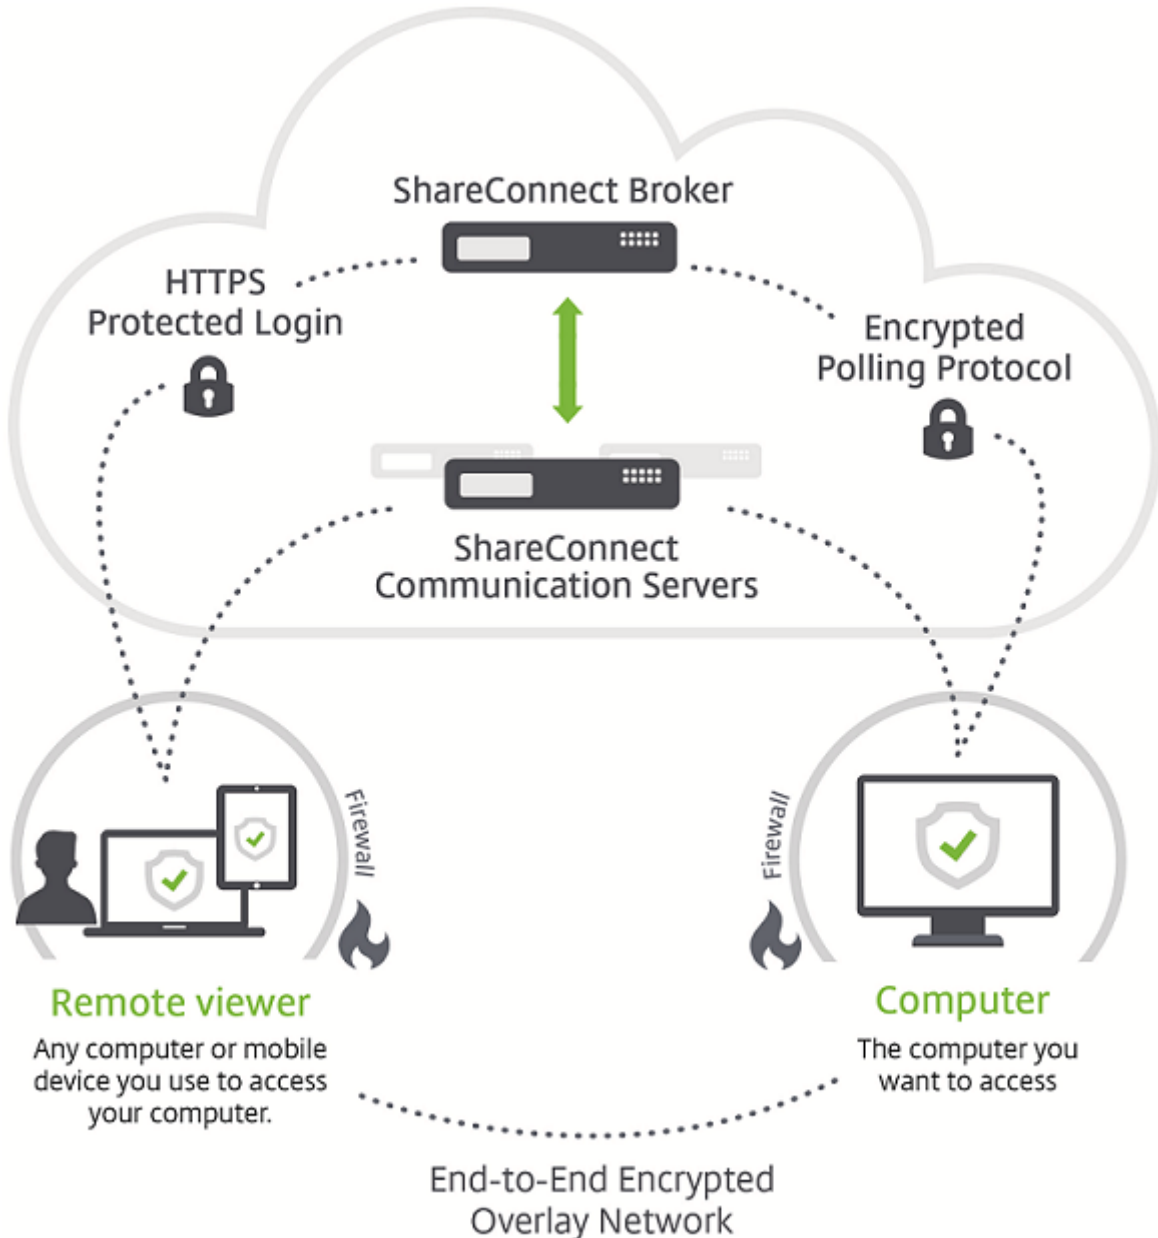 ShareConnect Broker
HTTPS
Protected Login
Encrypted
Polling Protocol
ShareConnect
Communication Servers
Firewall
Firewall
Remote viewer
Any computer or mobile
device you use to access
your computer.
Computer
The computer you
want to access
End-to-End Encrypted
Overlay Network